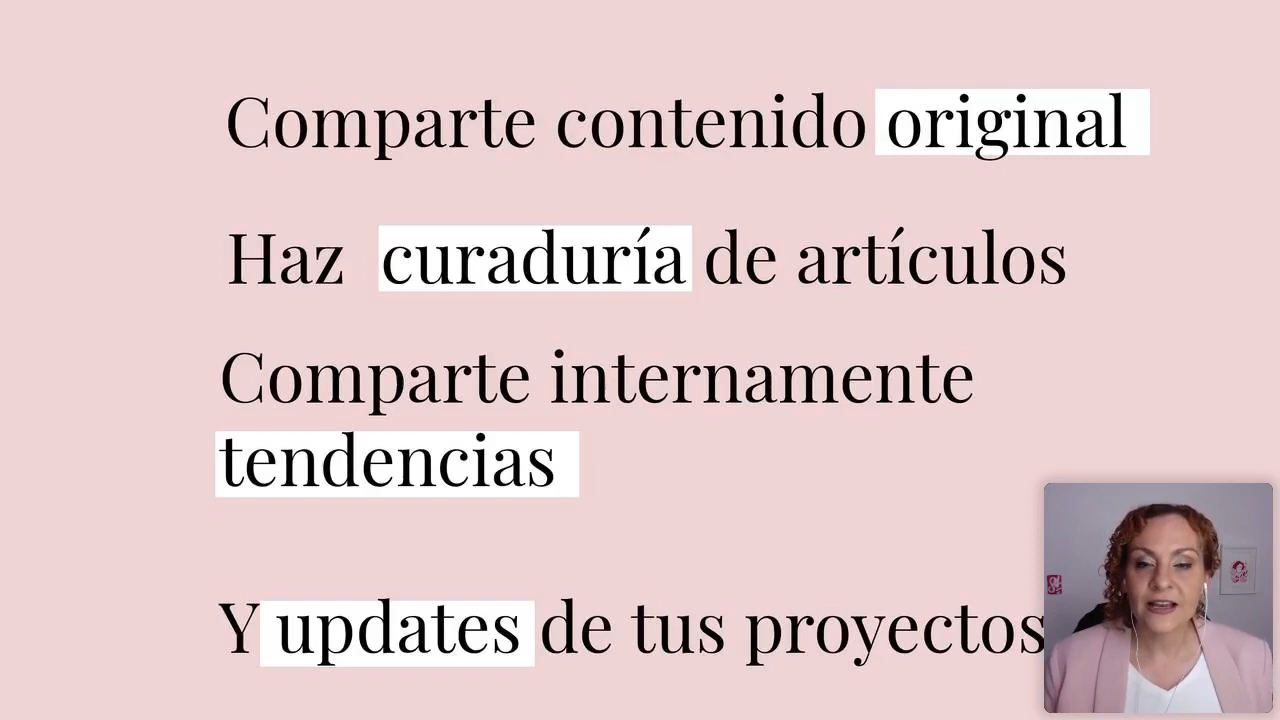 Comparte contenido original
Haz curaduría de artículos
Comparte internamente
tendencias
Y updates de tus proyectos